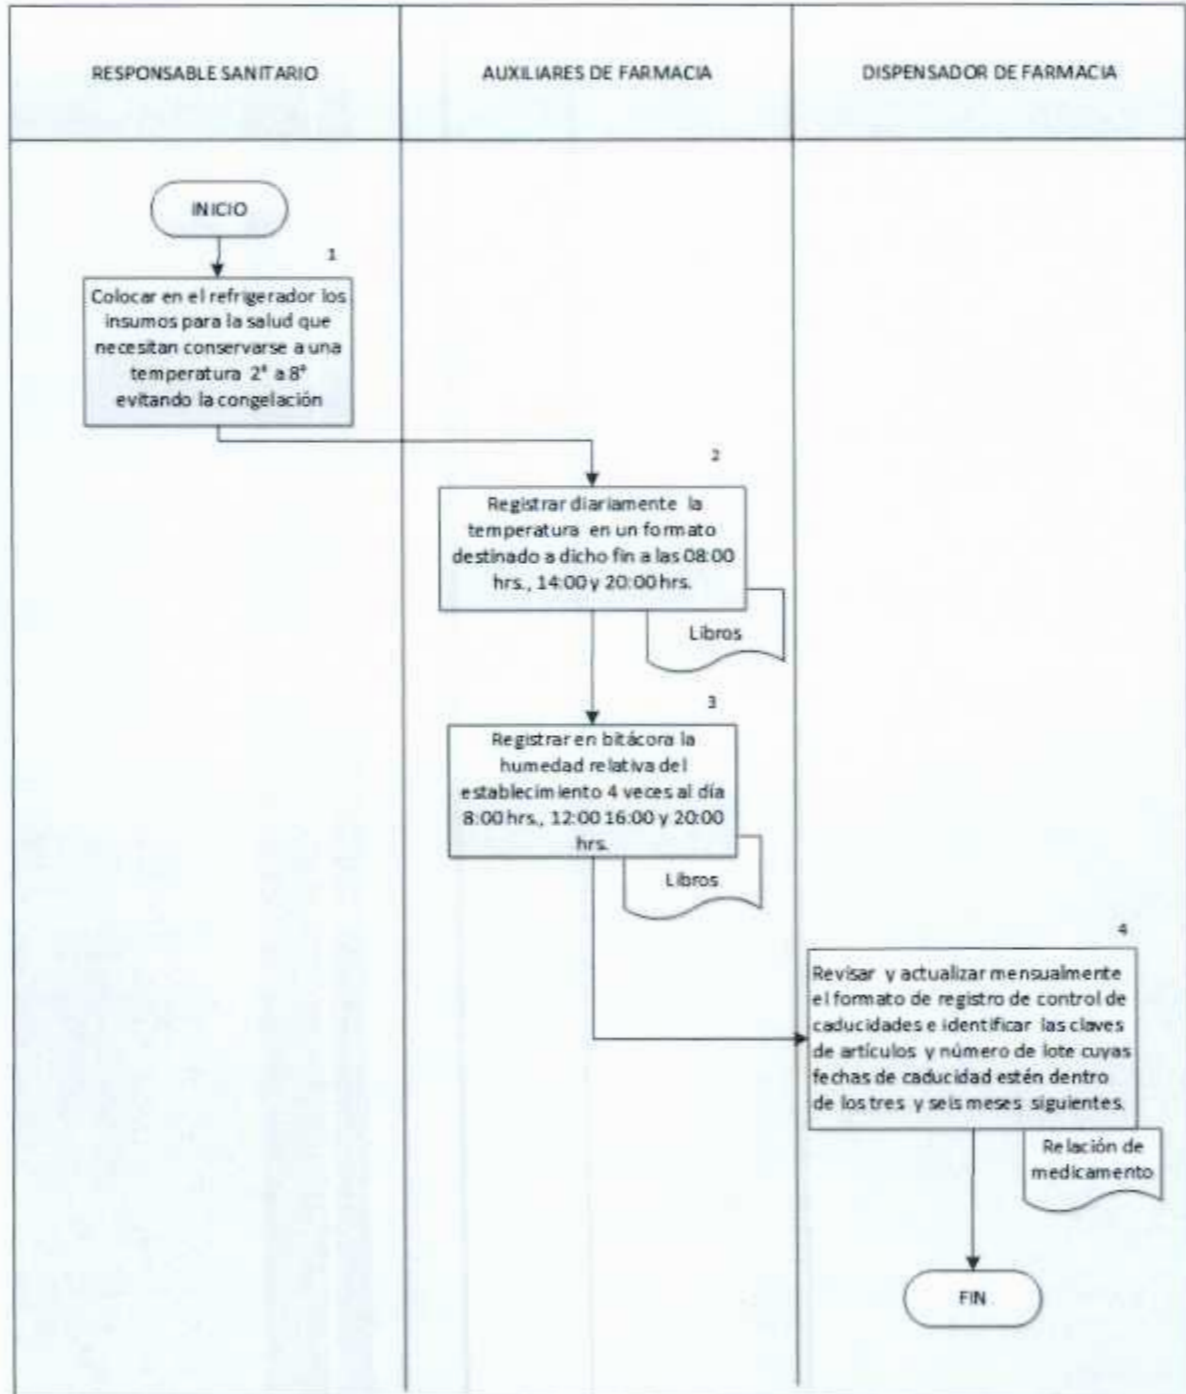 RESPONSABLE SANITARIO
AUXILIARES DE FARMACIA
DISPENSADOR DE FARMACIA
INICIO
1
Colocar en el refrigerador los
insumos para la salud que
necesitan conservarse a una
temperatura 2° a 8°
evitando la congelación
2
Registrar diariamente la
temperatura en un formato
destinado a dicho fin a las 08:00
hrs., 14:00 y 20:00 hrs.
Libros
3
Registrar en bitácora la
humedad relativa del
establecimiento 4 veces al día
8:00 hrs., 12:00 16:00 y 20:00
hrs.
Libros
4
Revisar y actualizar mensualmente
el formato de registro de control de
caducidades e identificar las claves
de artículos y número de lote cuyas
fechas de caducidad estén dentro
de los tres y seis meses siguientes.
Relación de
medicamento
FIN